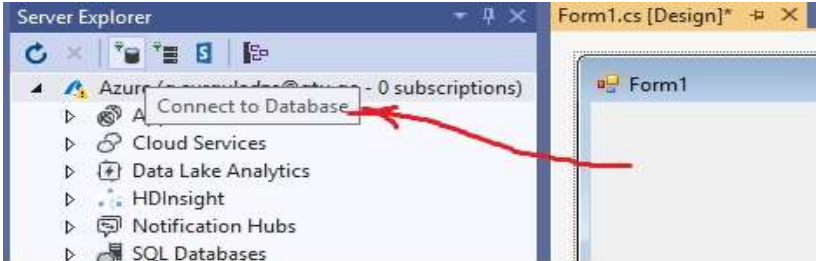 Server Explorer
Form1.cs [Design]*
Azure - 0 subscriptions)
Connect to Database
Form1
Cloud Services
Data Lake Analytics
HDInsight
Notification Hubs
SQL Databases